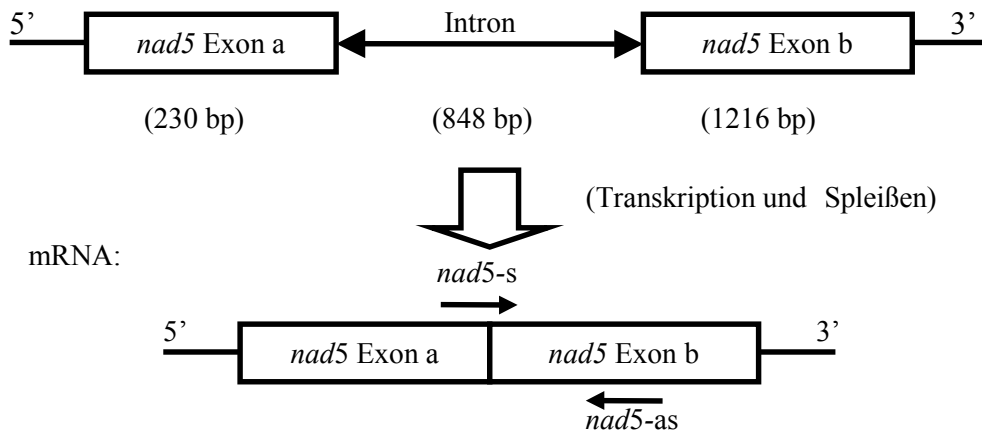 5’ nad5 Exon a Intron nad5 Exon b 3’
(230 bp) (848 bp) (1216 bp)
(Transkription und Spleißen)
mRNA:
nad5-s
5’ nad5 Exon a nad5 Exon b 3’
nad5-as